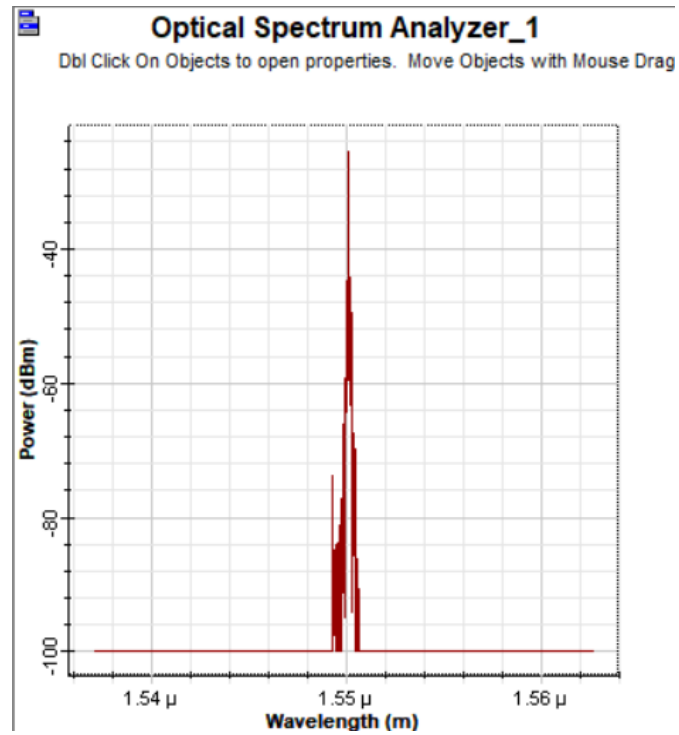 Optical Spectrum Analyzer_1
Dbl Click On Objects to open properties. Move Objects with Mouse Drag
Power (dBm)
-40
-60
-80
-100
1.54 µ
1.55 µ
1.56 µ
Wavelength (m)